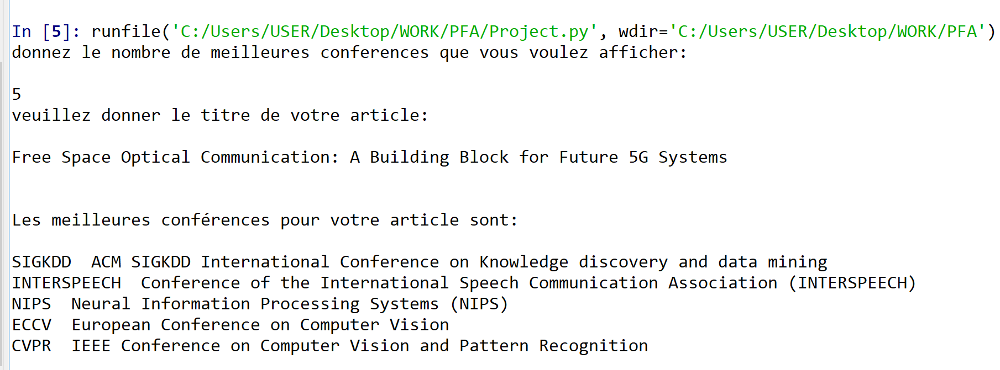 In [5]: runfile('C:/Users/USER/Desktop/WORK/PFA/Project.py', wdir='C:/Users/USER/Desktop/WORK/PFA')
donnez le nombre de meilleures conferences que vous voulez afficher:
5
veuillez donner le titre de votre article:
Free Space Optical Communication: A Building Block for Future 5G Systems
Les meilleures conférences pour votre article sont:
SIGKDD  ACM SIGKDD International Conference on Knowledge discovery and data mining
INTERSPEECH  Conference of the International Speech Communication Association (INTERSPEECH)
NIPS  Neural Information Processing Systems (NIPS)
ECCV  European Conference on Computer Vision
CVPR  IEEE Conference on Computer Vision and Pattern Recognition